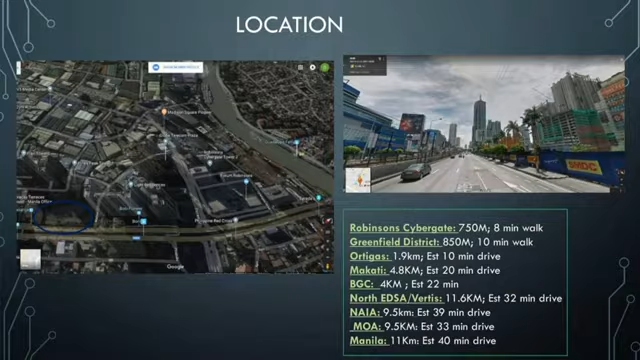 LOCATION
Robinsons Cybergate: 750M; 8 min walk
Greenfield District: 850M; 10 min walk
Ortigas: 1.9km; Est 10 min drive
Makati: 4.8KM; Est 20 min drive
BGC: 4KM ; Est 22 min
North EDSA/Vertis: 11.6KM; Est 32 min drive
NAIA: 9.5km: Est 39 min drive
MOA: 9.5KM: Est 33 min drive
Manila: 11Km: Est 40 min drive
Google
SMDC